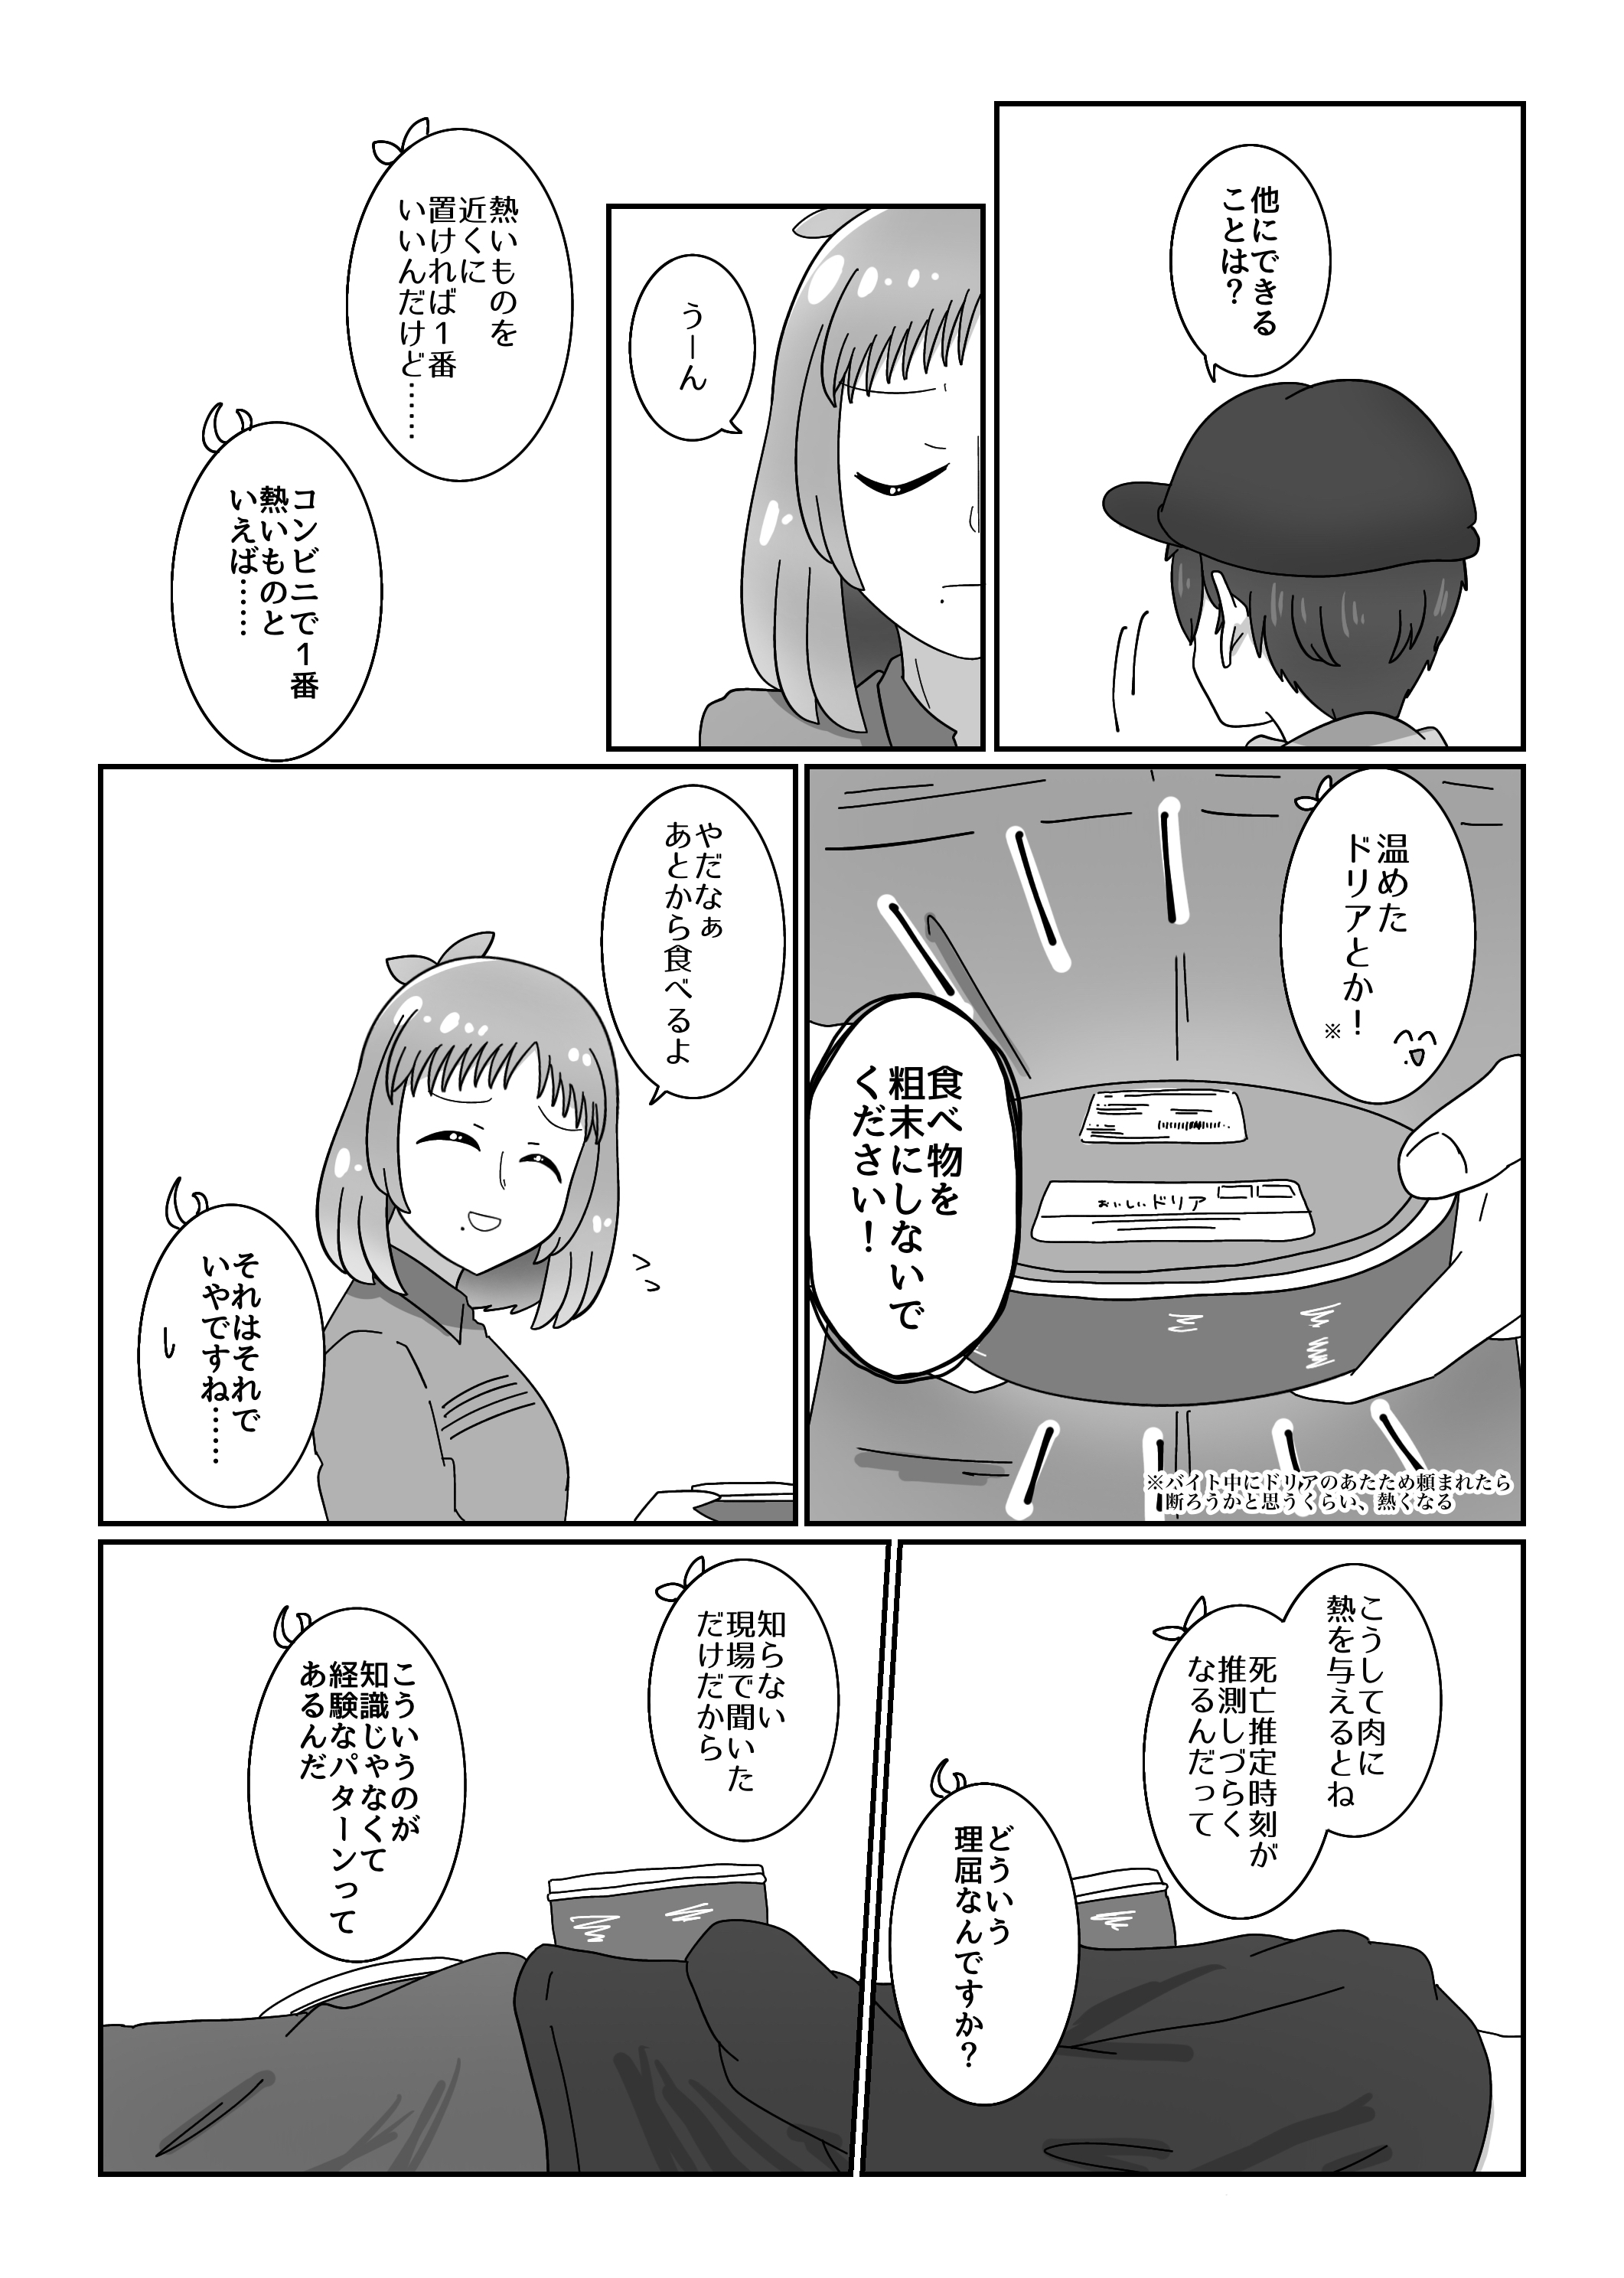 他にできる
ことは？
うーん
熱いものを
近くに
置ければ１番
いいんだけど……
コンビニで１番
熱いものと
いえば……
温めた
ドリアとか！
※
おいしいドリア
食べ物を
粗末にしないで
ください！
※バイト中にドリアのあたため頼まれたら
断ろうかと思うくらい、熱くなる
やだなぁ
あとから食べるよ
それはそれで
いやですね……
こうして肉に
熱を与えるとね
死亡推定時刻が
推測しづらく
なるんだって
どういう
理屈なんですか？
知らない
現場で聞いた
だけだから
こういうのが
知識じゃなくて
経験なパターンって
あるんだ